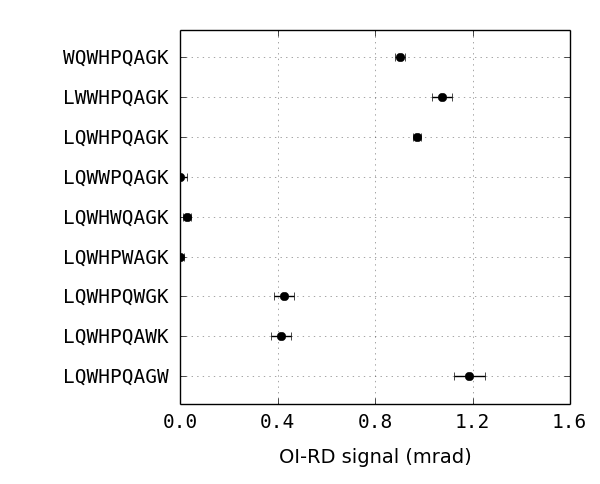 WQWHPQAGK
LWWHPQAGK
LQWHPQAGK
LQWWPQAGK
LQWHWQAGK
LQWHPWAGK
LQWHPQWGK
LQWHPQAWK
LQWHPQAGW
0.0 0.4 0.8 1.2 1.6
OI-RD signal (mrad)